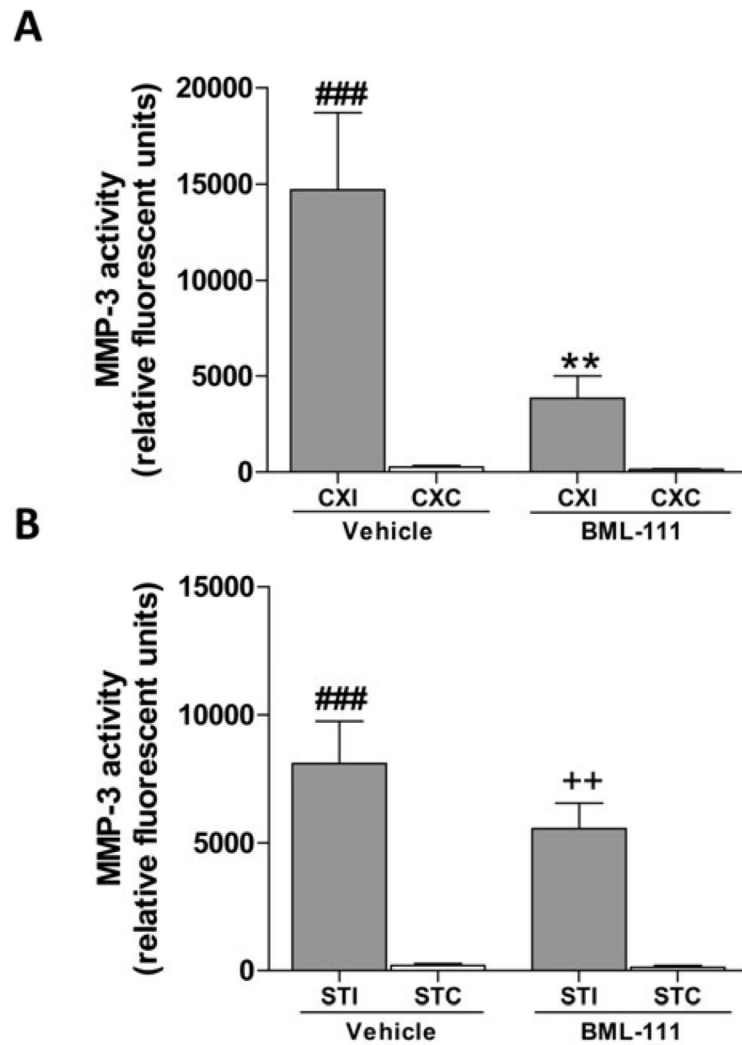 A
MMP-3 activity
(relative fluorescent units)
20000
15000
10000
5000
0
###
**
CXI CXC CXI CXC
Vehicle BML-111
B
MMP-3 activity
(relative fluorescent units)
15000
10000
5000
0
###
++
STI STC STI STC
Vehicle BML-111